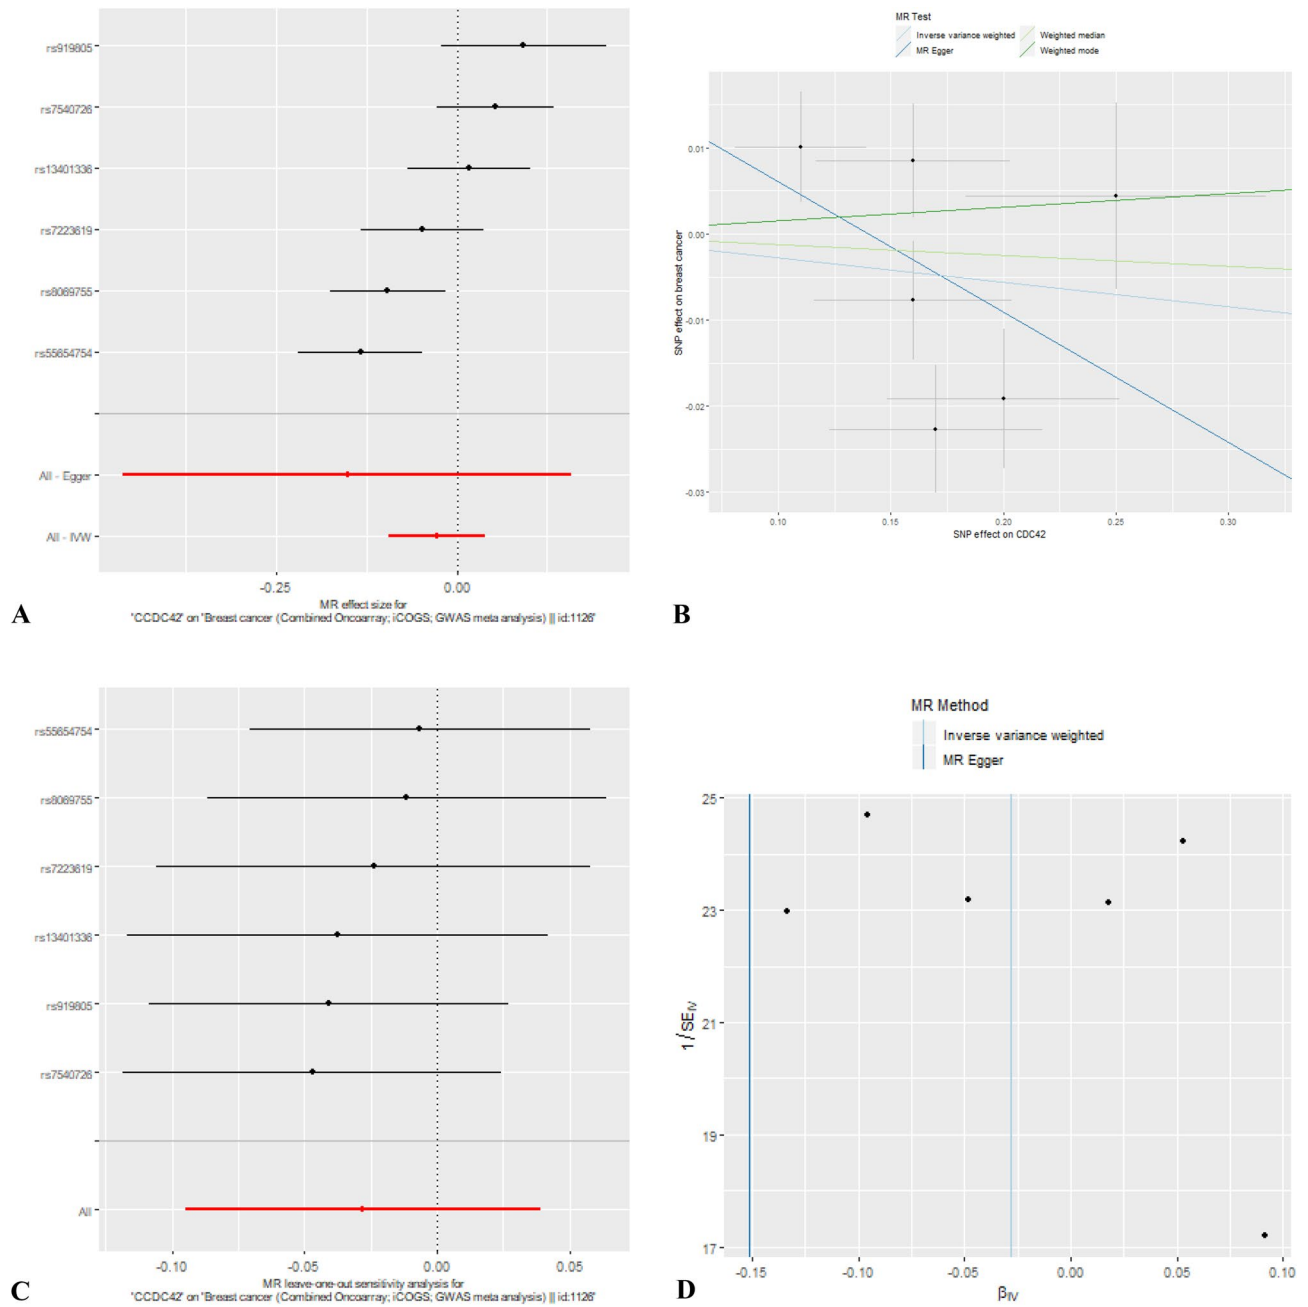 rs919805
rs7540726
rs13401336
rs7223619
rs8069755
rs55654754
All - Egger
All - IVW
-0.25 0.00
MR effect size for
'CCDC42' on 'Breast cancer (Combined Oncoarray; iCOGS; GWAS meta analysis) || id:1126'
A
MR Test
Inverse variance weighted Weighted median
MR Egger Weighted mode
SNP effect on breast cancer
0.01
0.00
-0.01
-0.02
-0.03
0.10 0.15 0.20 0.25 0.30
SNP effect on CDC42
B
rs55654754
rs8069755
rs7223619
rs13401336
rs919805
rs7540726
All
-0.10 -0.05 0.00 0.05
MR leave-one-out sensitivity analysis for
'CCDC42' on 'Breast cancer (Combined Oncoarray; iCOGS; GWAS meta analysis) || id:1126'
C
MR Method
Inverse variance weighted
MR Egger
1/SE_IV
25
23
21
19
17
-0.15 -0.10 -0.05 0.00 0.05 0.10
β_IV
D